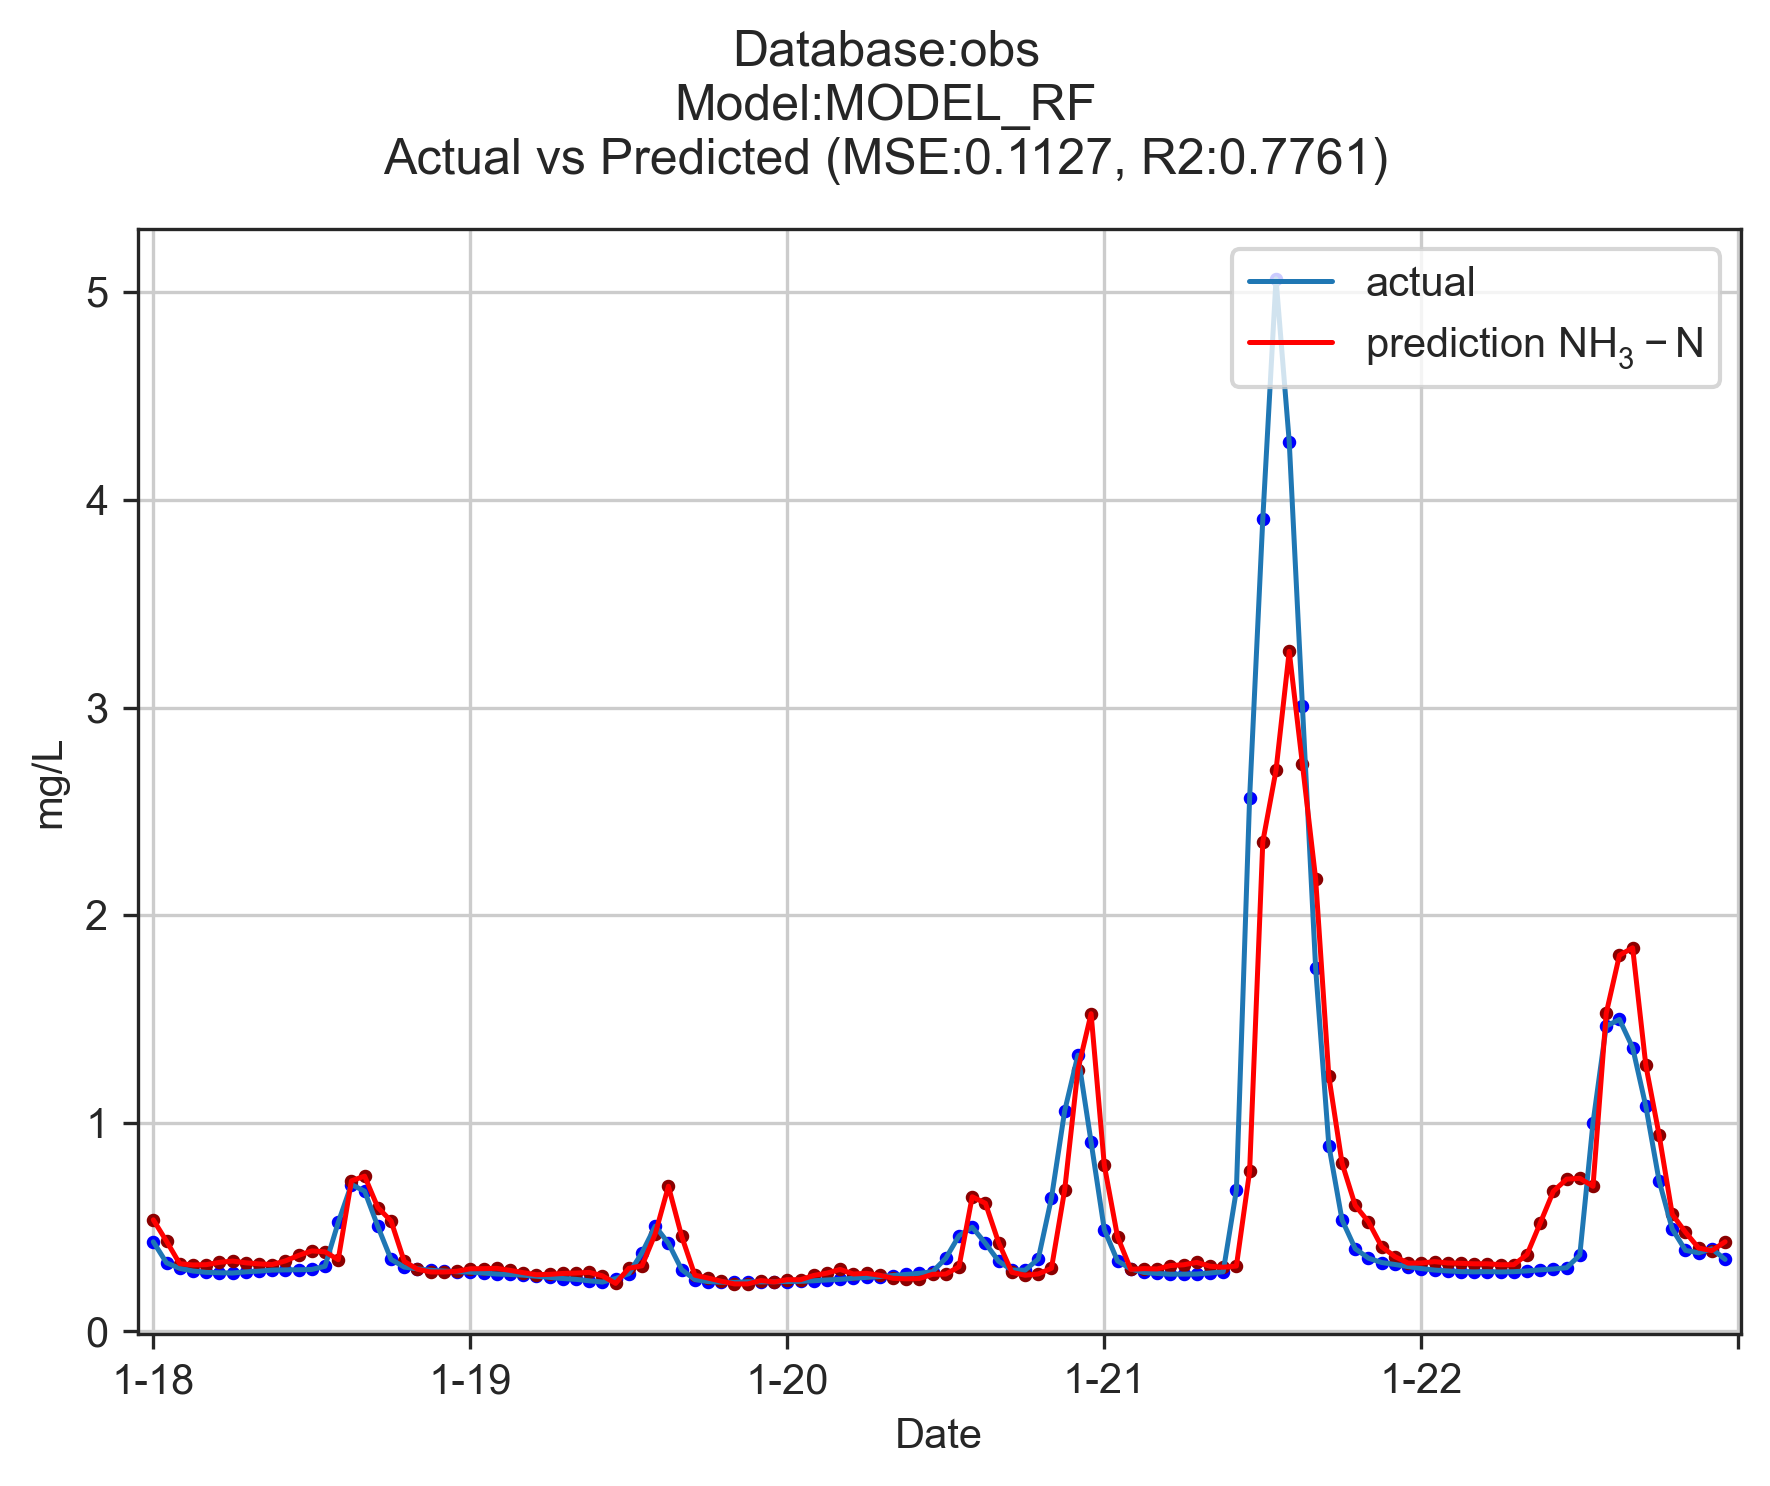 Database:obs
Model:MODEL_RF
Actual vs Predicted (MSE:0.1127, R2:0.7761)
actual
prediction NH₃ − N
5
4
3
2
1
0
mg/L
1-18 1-19 1-20 1-21 1-22
Date